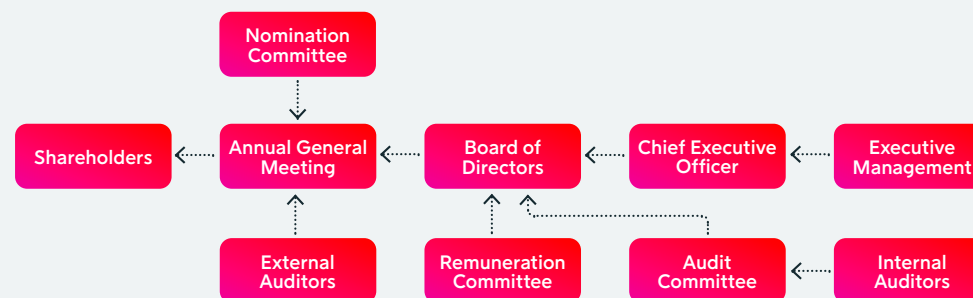 Nomination
Committee
Shareholders
Annual General
Meeting
Board of
Directors
Chief Executive
Officer
Executive
Management
External
Auditors
Remuneration
Committee
Audit
Committee
Internal
Auditors